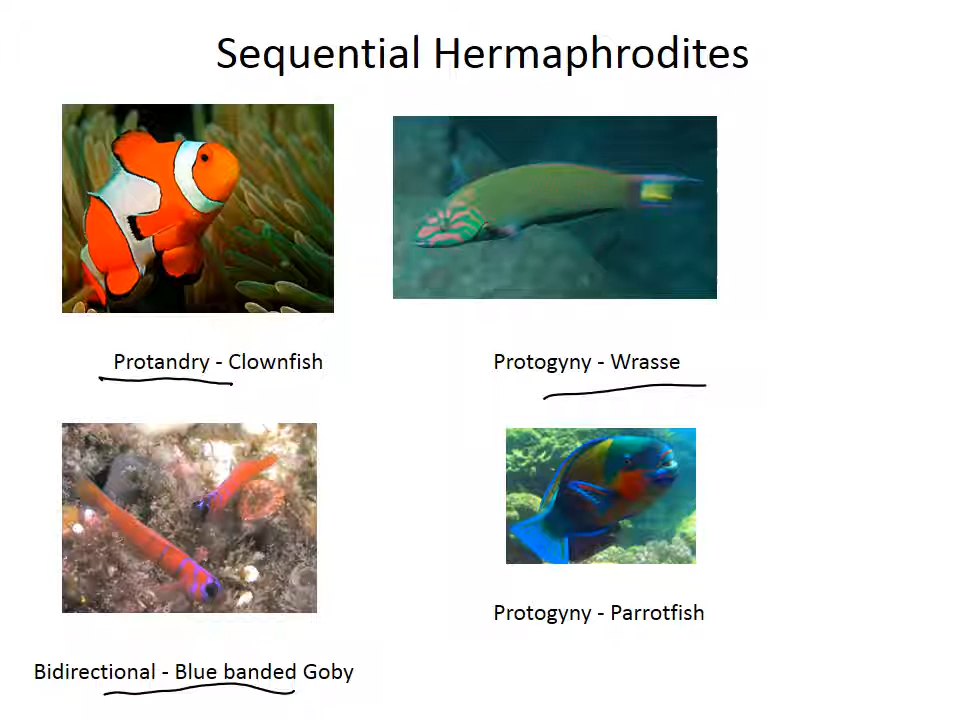 Sequential Hermaphrodites
Protandry - Clownfish
Protogyny - Wrasse
Protogyny - Parrotfish
Bidirectional - Blue banded Goby